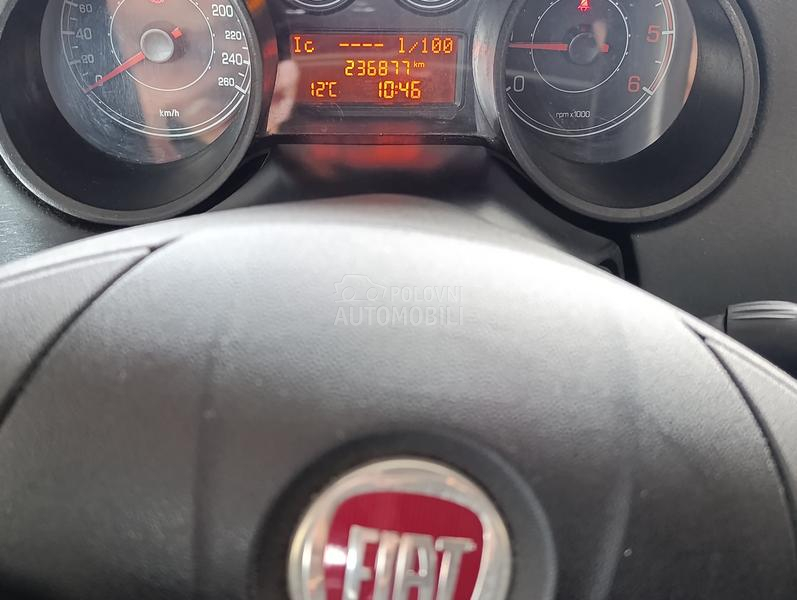 60
40
20
0
200
220
240
260
km/h
Ic ---- l/100
236877 km
12°C 10:46
0
5
6
rpm x1000
POLOVNI
AUTOMOBILI
FIAT